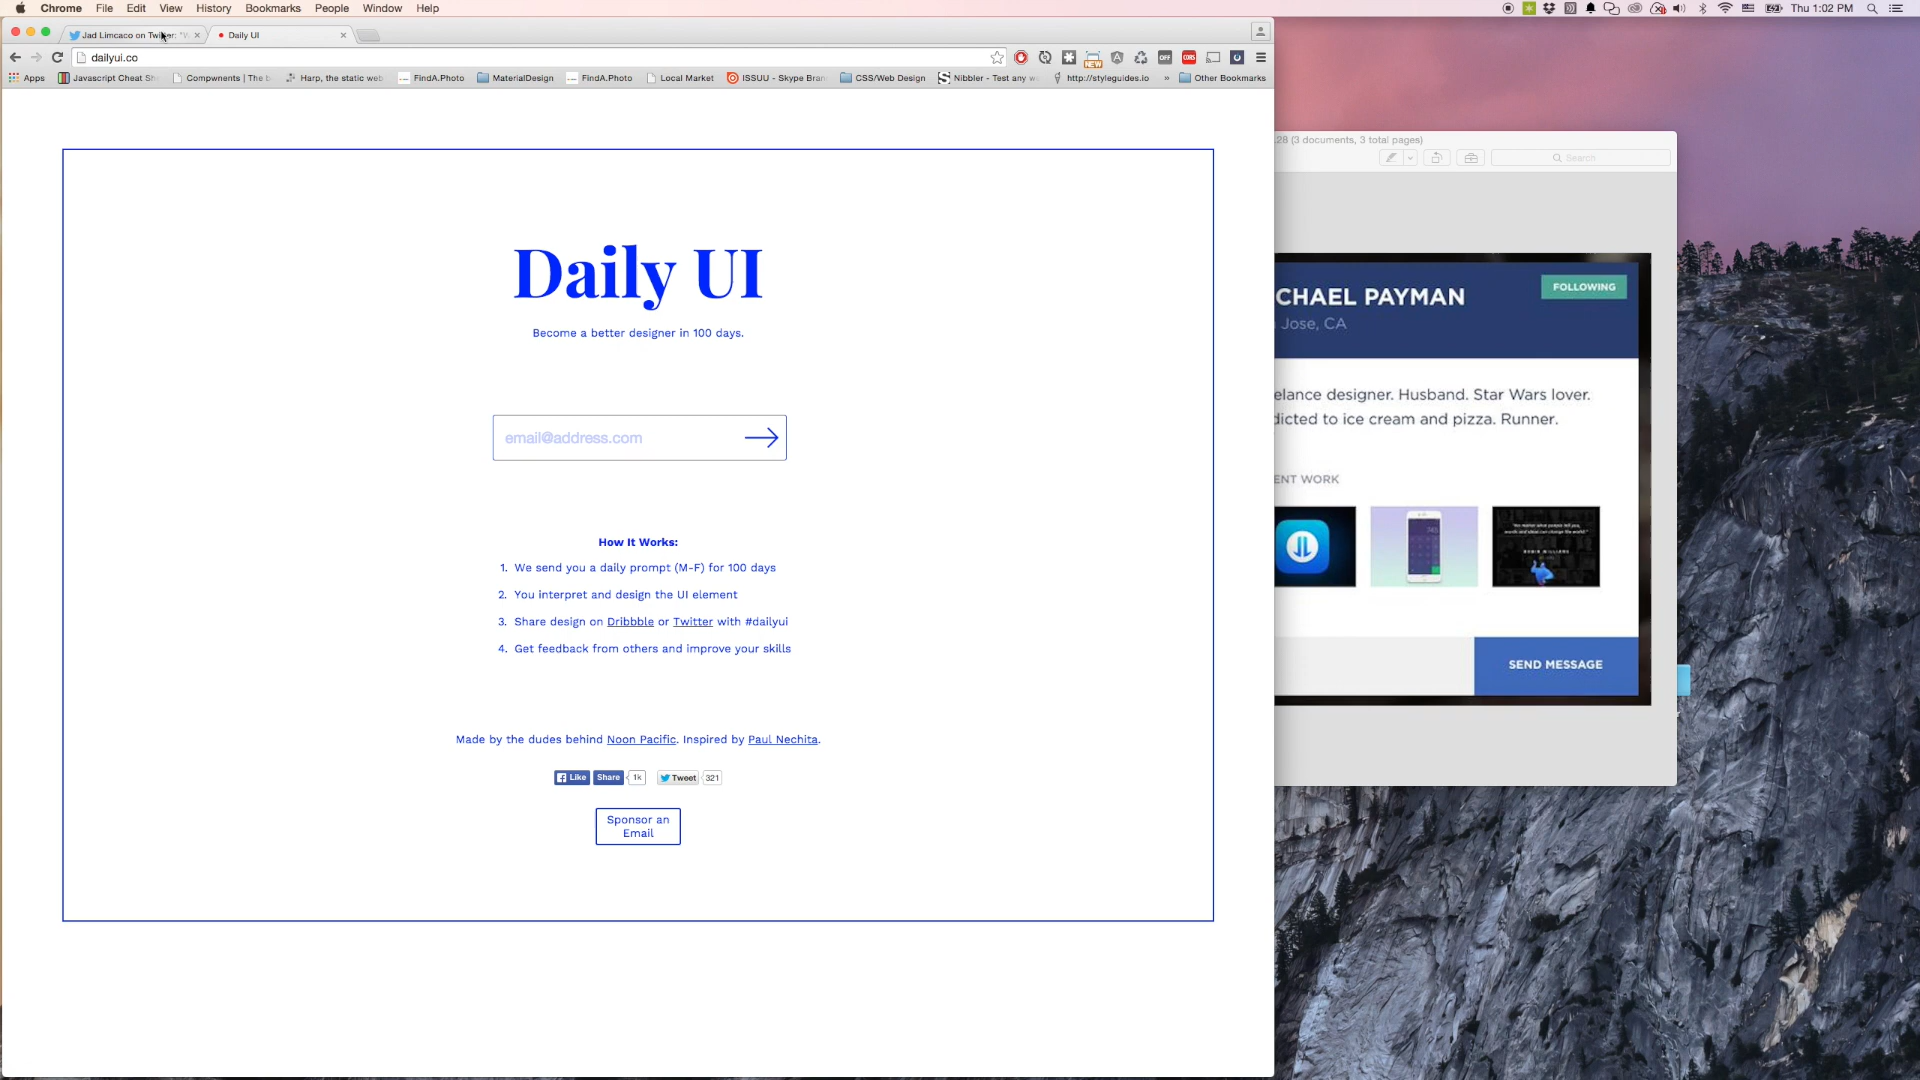 Chrome File Edit View History Bookmarks People Window Help
Thu 1:02 PM
Jad Limcaco on Twitter: "W
Daily UI
dailyui.co
Apps Javascript Cheat Sh Compwnents | The b Harp, the static web FindA.Photo MaterialDesign FindA.Photo Local Market ISSUU - Skype Bran CSS/Web Design Nibbler - Test any w http://styleguides.io » Other Bookmarks
Daily UI
Become a better designer in 100 days.
email@address.com
How It Works:
1. We send you a daily prompt (M-F) for 100 days
2. You interpret and design the UI element
3. Share design on Dribbble or Twitter with #dailyui
4. Get feedback from others and improve your skills
Made by the dudes behind Noon Pacific. Inspired by Paul Nechita.
Like Share 1k Tweet 321
Sponsor an
Email
28 (3 documents, 3 total pages)
Search
CHAEL PAYMAN
FOLLOWING
Jose, CA
elance designer. Husband. Star Wars lover.
dicted to ice cream and pizza. Runner.
ENT WORK
SEND MESSAGE